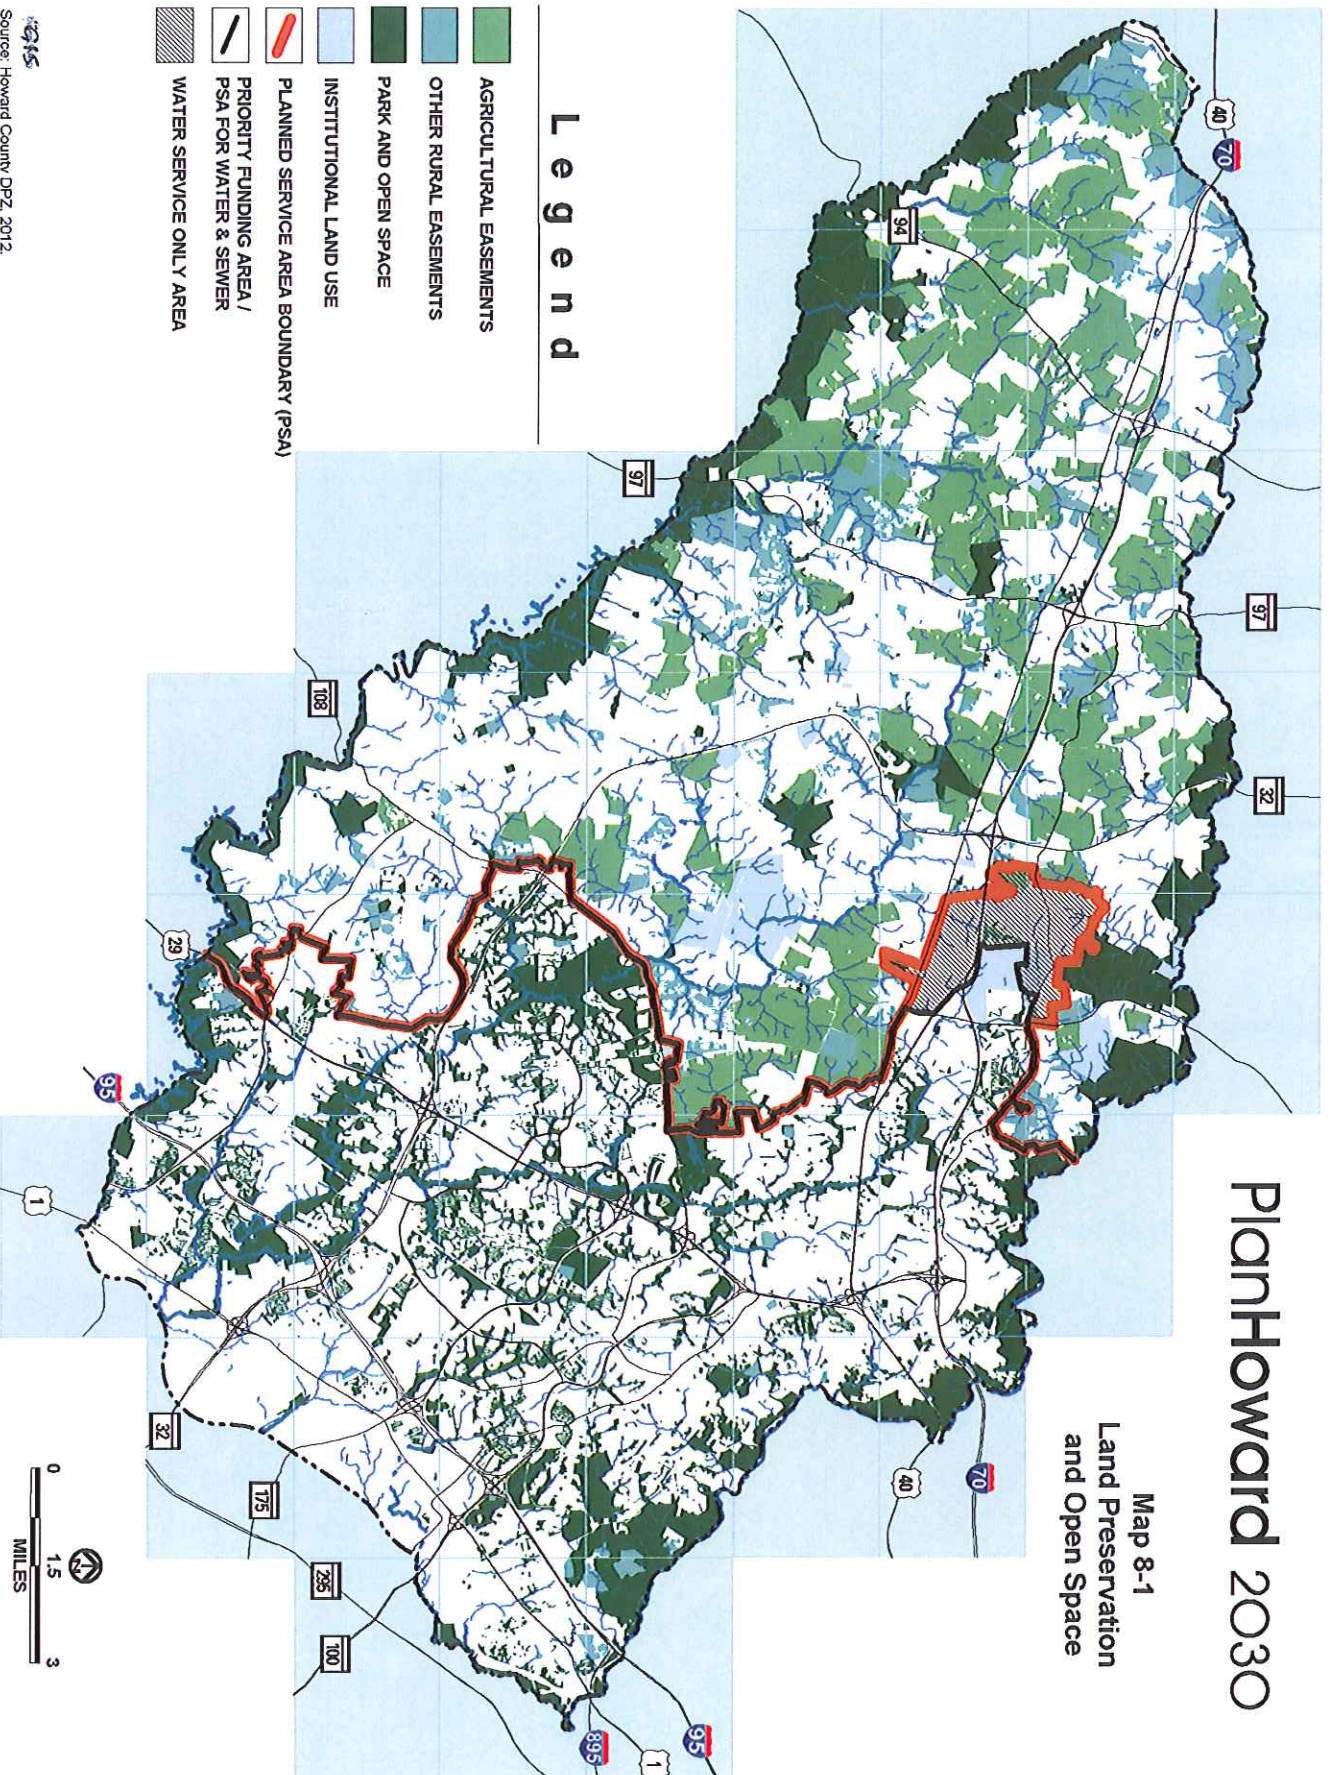 PlanHoward 2030
Map 8-1
Land Preservation
and Open Space
40
70
94
97
97
32
108
29
95
1
32
175
295
100
895
1
95
40
70
Legend
AGRICULTURAL EASEMENTS
OTHER RURAL EASEMENTS
PARK AND OPEN SPACE
INSTITUTIONAL LAND USE
PLANNED SERVICE AREA BOUNDARY (PSA)
PRIORITY FUNDING AREA /
PSA FOR WATER & SEWER
WATER SERVICE ONLY AREA
Source: Howard County DPZ, 2012.
N
0 1.5 3
MILES